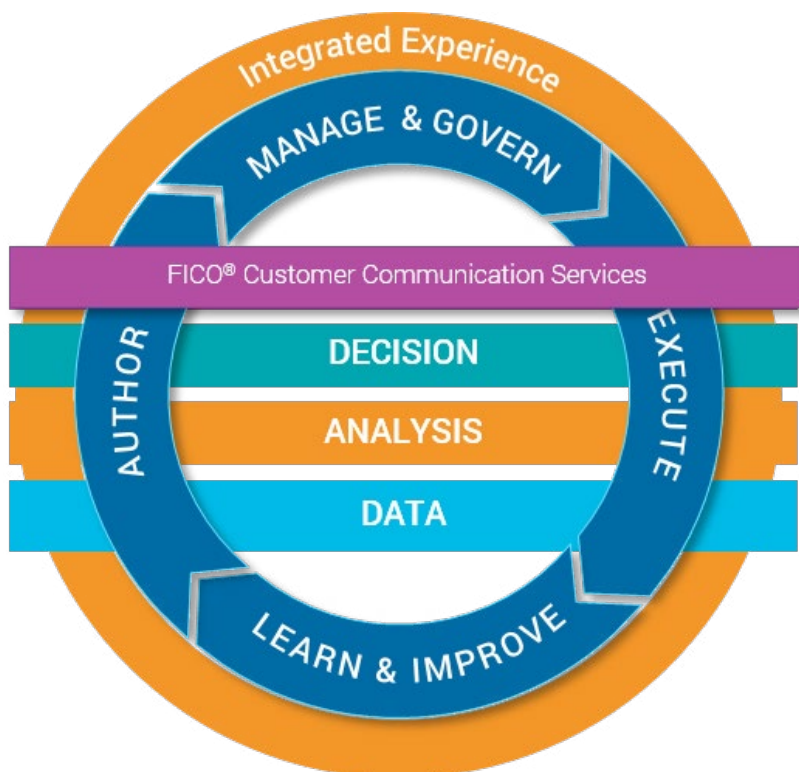 Integrated Experience
MANAGE & GOVERN
FICO® Customer Communication Services
AUTHOR
DECISION
EXECUTE
ANALYSIS
DATA
LEARN & IMPROVE